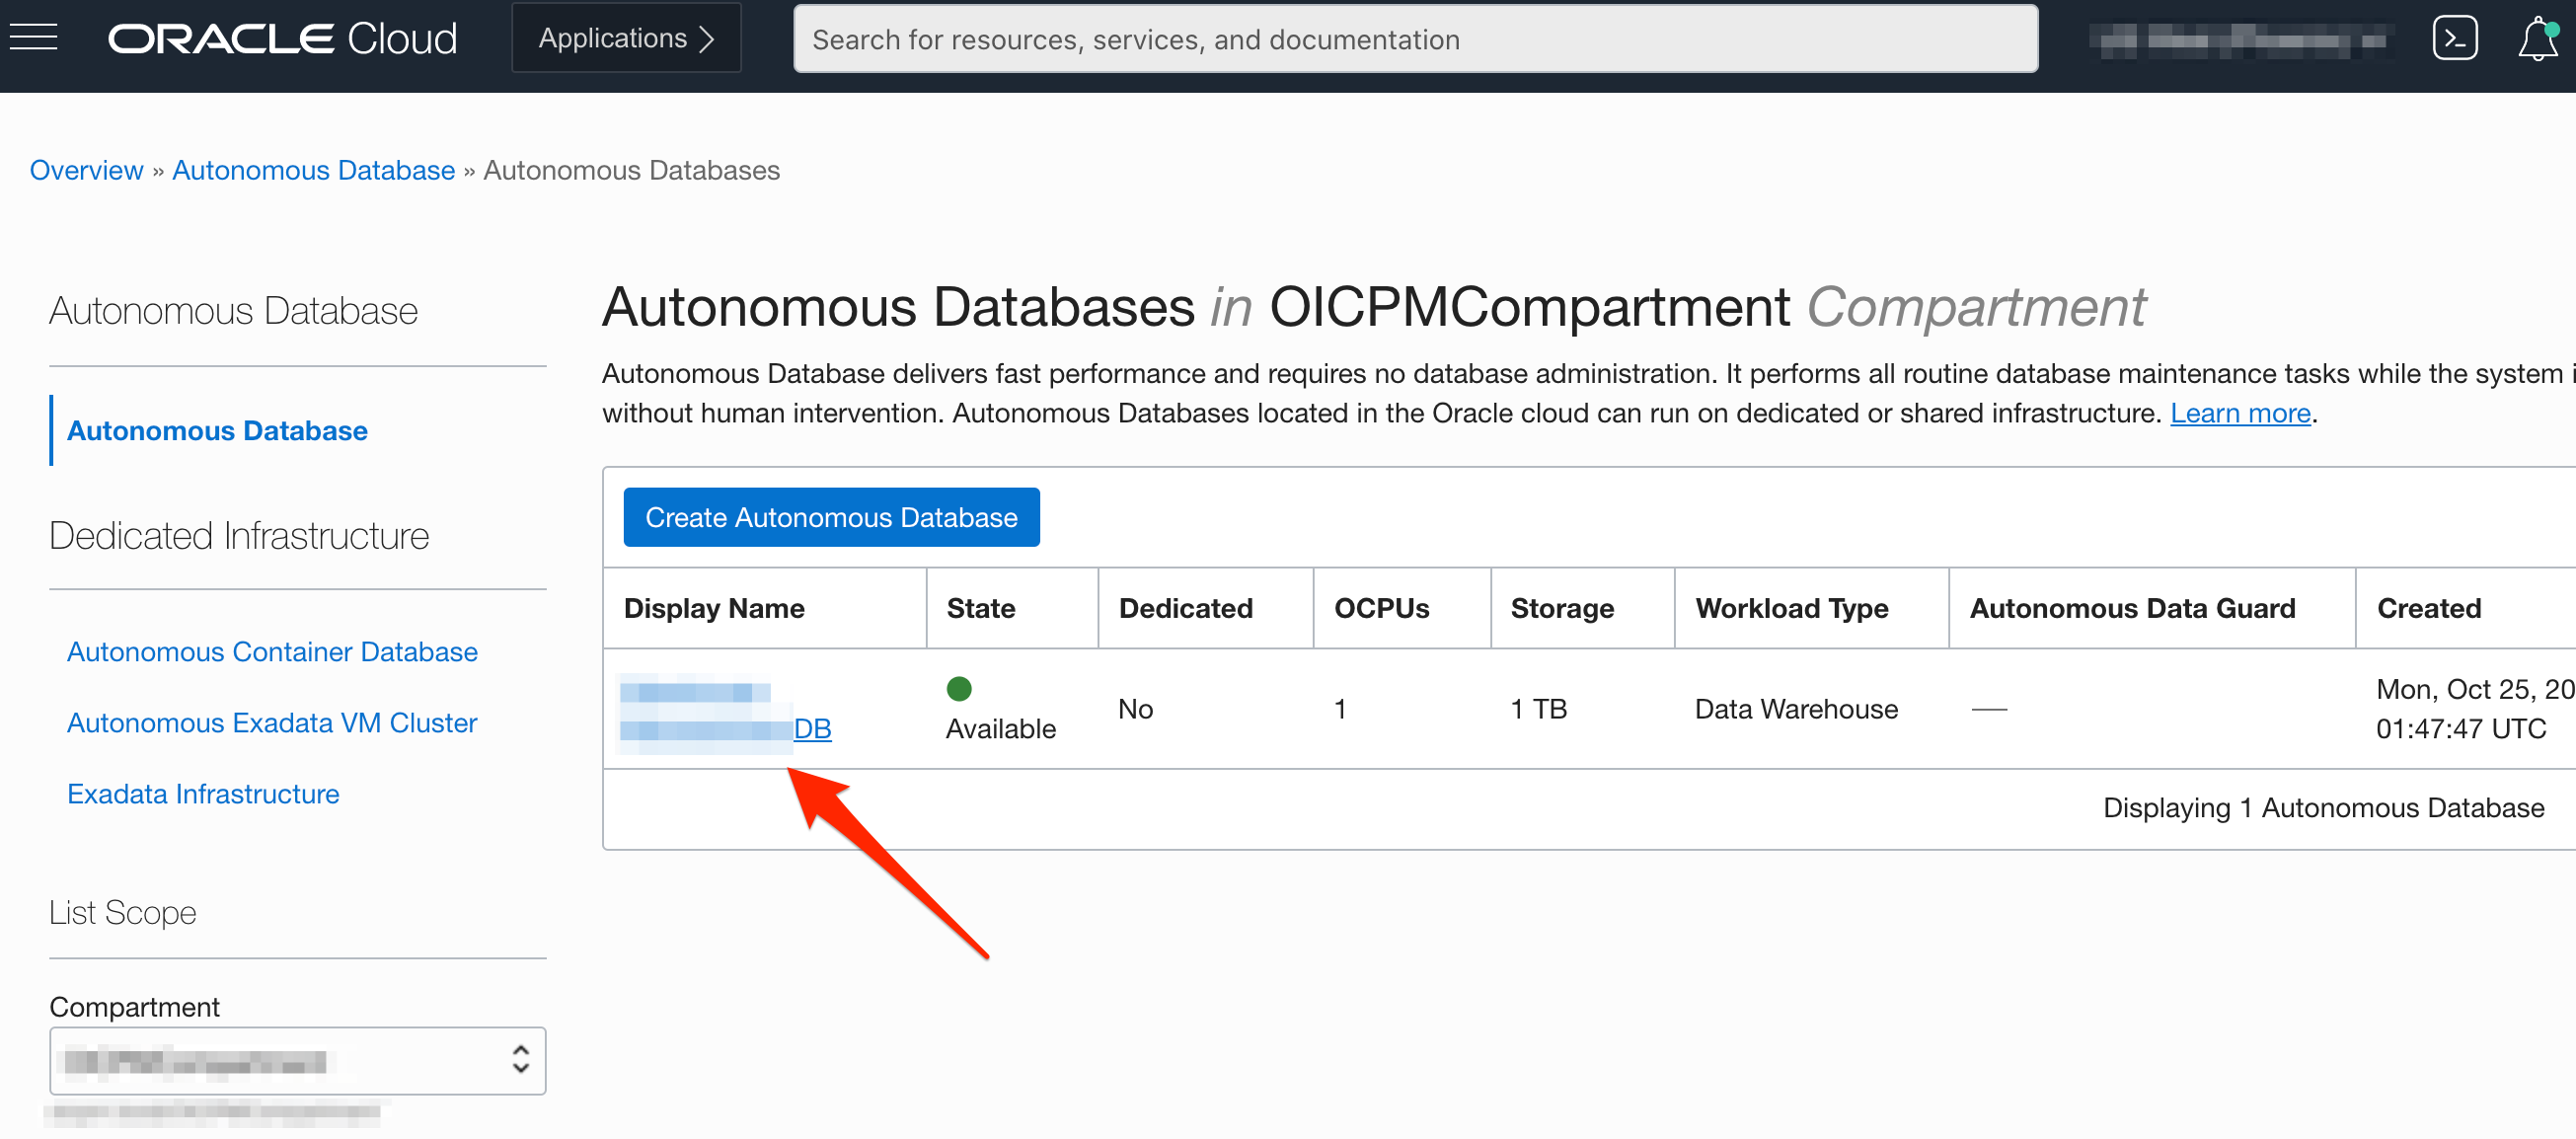 ORACLE Cloud
Applications
Search for resources, services, and documentation
Overview » Autonomous Database » Autonomous Databases
Autonomous Database
Autonomous Database
Dedicated Infrastructure
Autonomous Container Database
Autonomous Exadata VM Cluster
Exadata Infrastructure
List Scope
Compartment
Autonomous Databases in OICPMCompartment Compartment
Autonomous Database delivers fast performance and requires no database administration. It performs all routine database maintenance tasks while the system
without human intervention. Autonomous Databases located in the Oracle cloud can run on dedicated or shared infrastructure. Learn more.
Create Autonomous Database
Display Name State Dedicated OCPUs Storage Workload Type Autonomous Data Guard Created
DB Available No 1 1 TB Data Warehouse — Mon, Oct 25, 20
01:47:47 UTC
Displaying 1 Autonomous Database